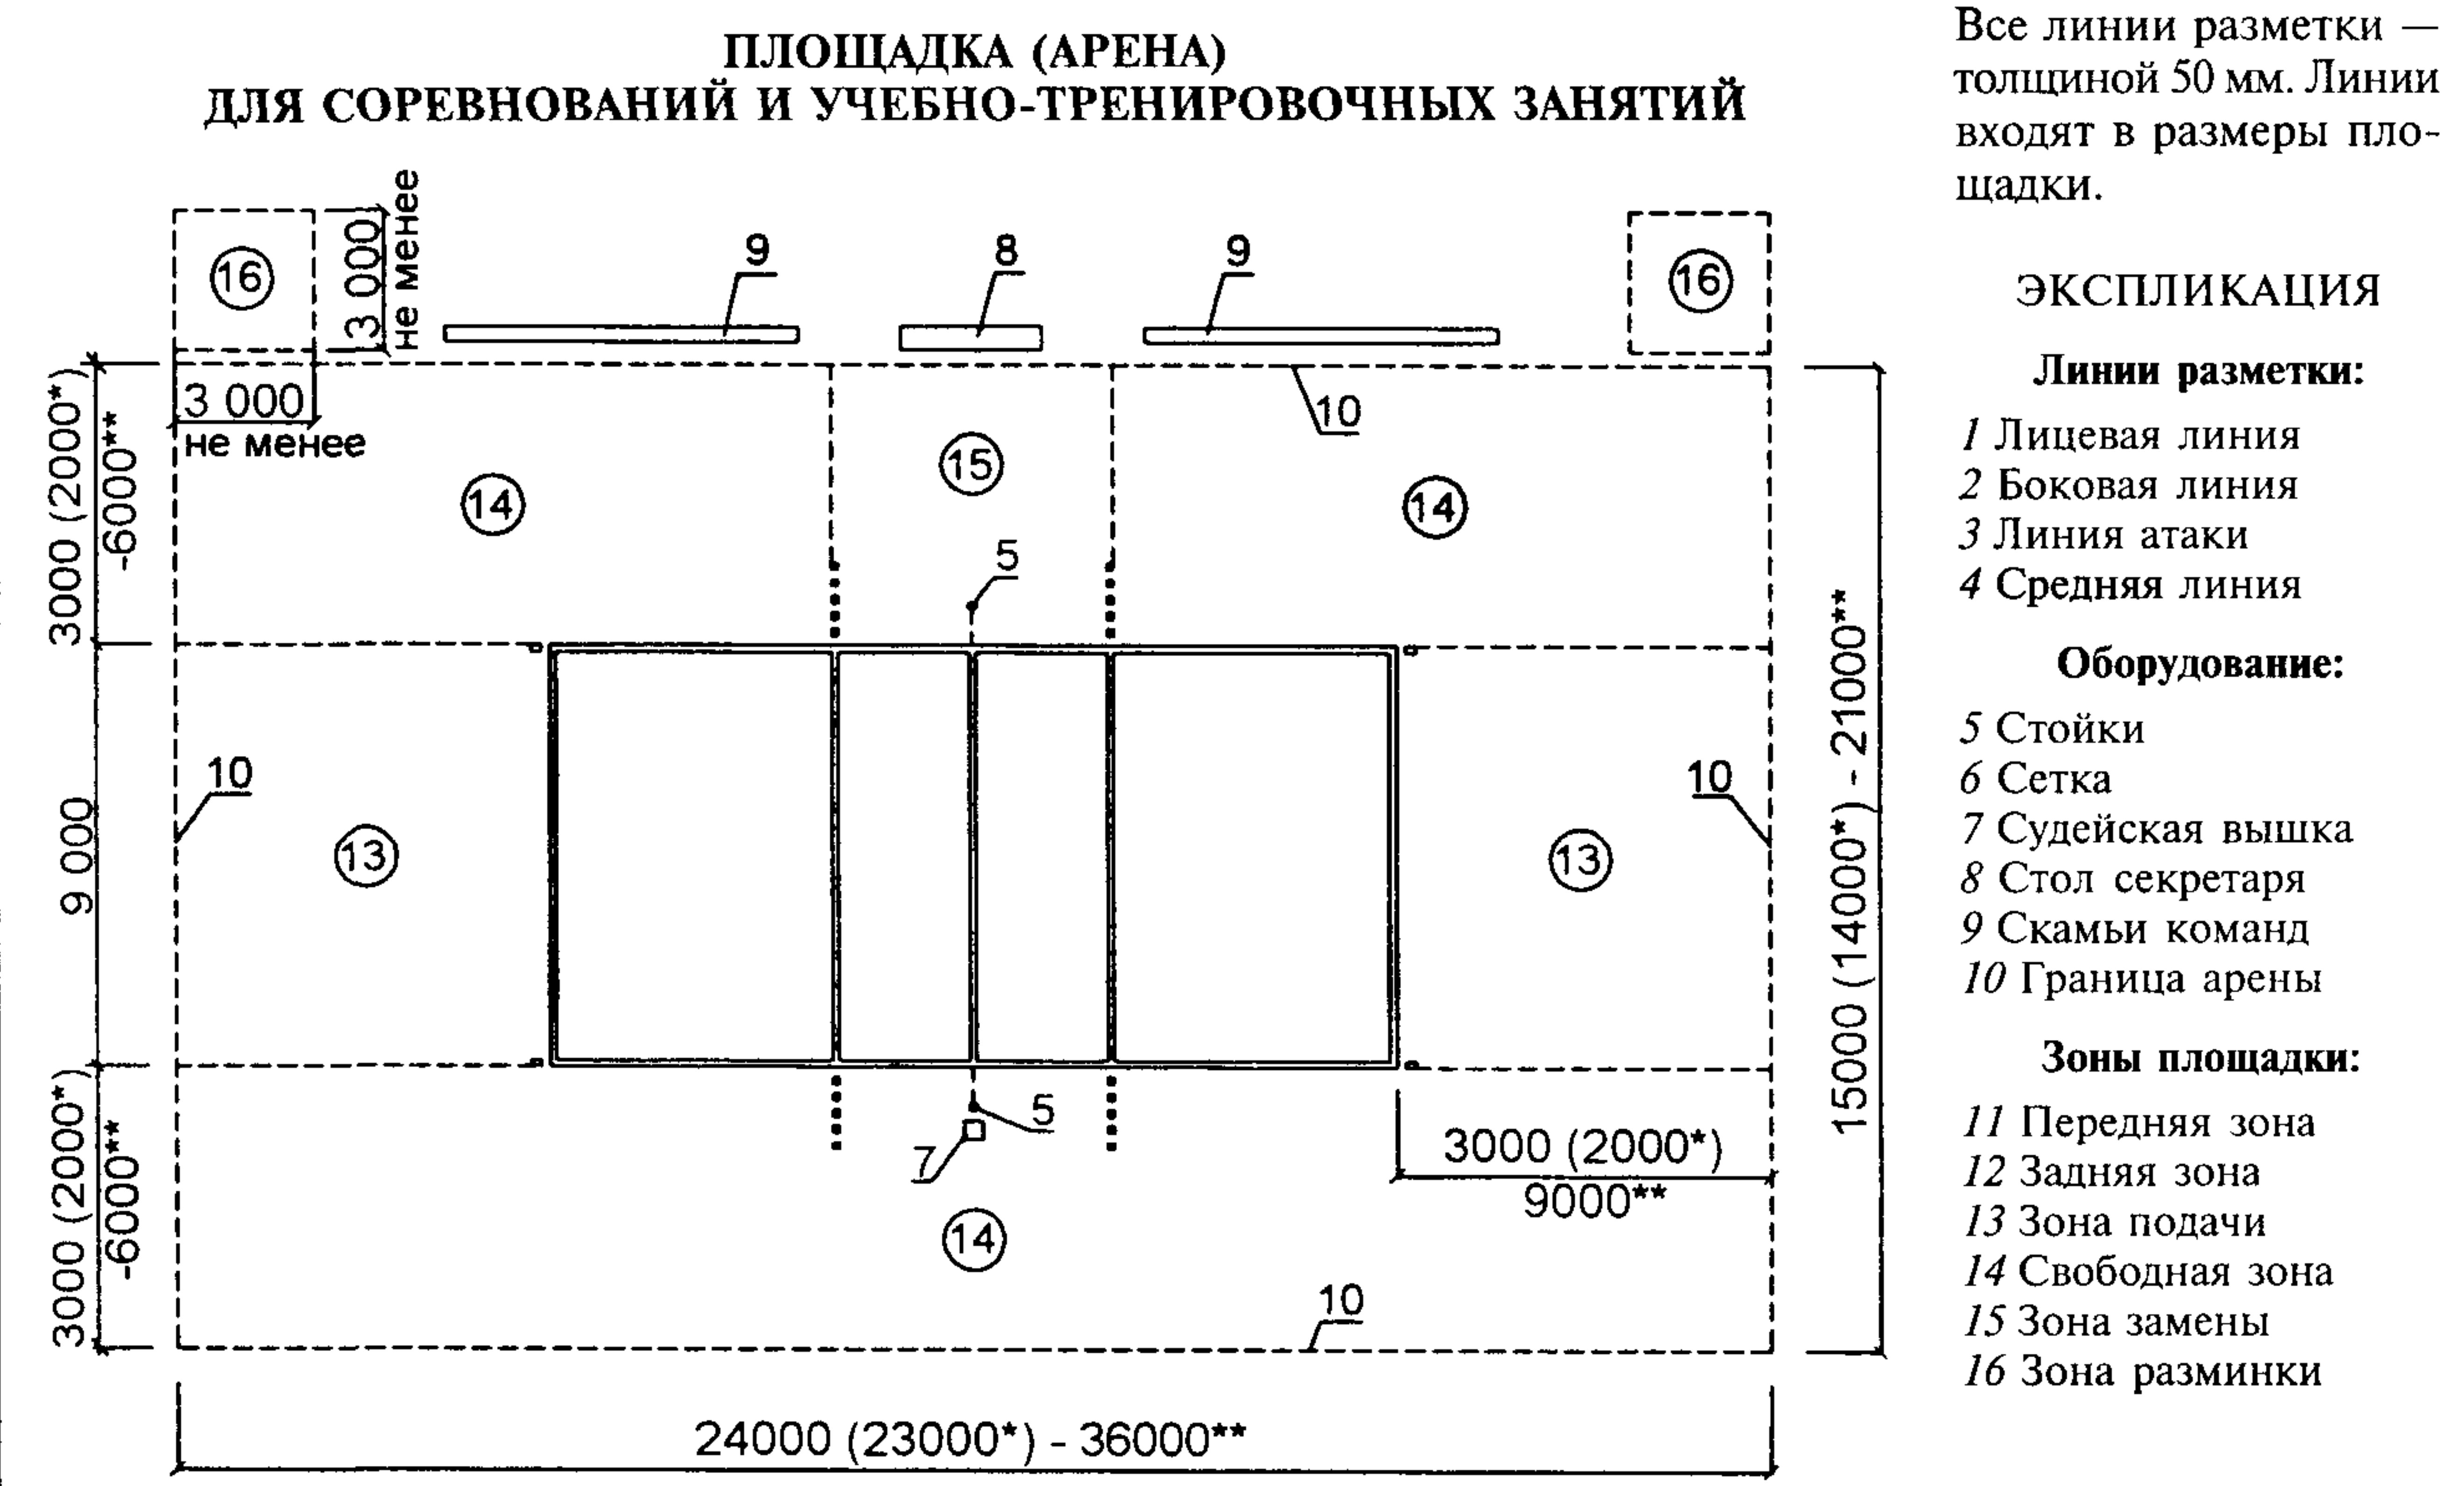 ПЛОЩАДКА (АРЕНА)
ДЛЯ СОРЕВНОВАНИЙ И УЧЕБНО-ТРЕНИРОВОЧНЫХ ЗАНЯТИЙ
16
3 000
не менее
9
8
9
16
3 000
не менее
10
3000 (2000*)
-6000**
14
15
14
5
10
10
9 000
13
13
15000 (14000*) - 21000**
3000 (2000*)
-6000**
5
7
3000 (2000*)
9000**
14
10
24000 (23000*) - 36000**
Все линии разметки —
толщиной 50 мм. Линии
входят в размеры пло-
щадки.
ЭКСПЛИКАЦИЯ
Линии разметки:
1 Лицевая линия
2 Боковая линия
3 Линия атаки
4 Средняя линия
Оборудование:
5 Стойки
6 Сетка
7 Судейская вышка
8 Стол секретаря
9 Скамьи команд
10 Граница арены
Зоны площадки:
11 Передняя зона
12 Задняя зона
13 Зона подачи
14 Свободная зона
15 Зона замены
16 Зона разминки